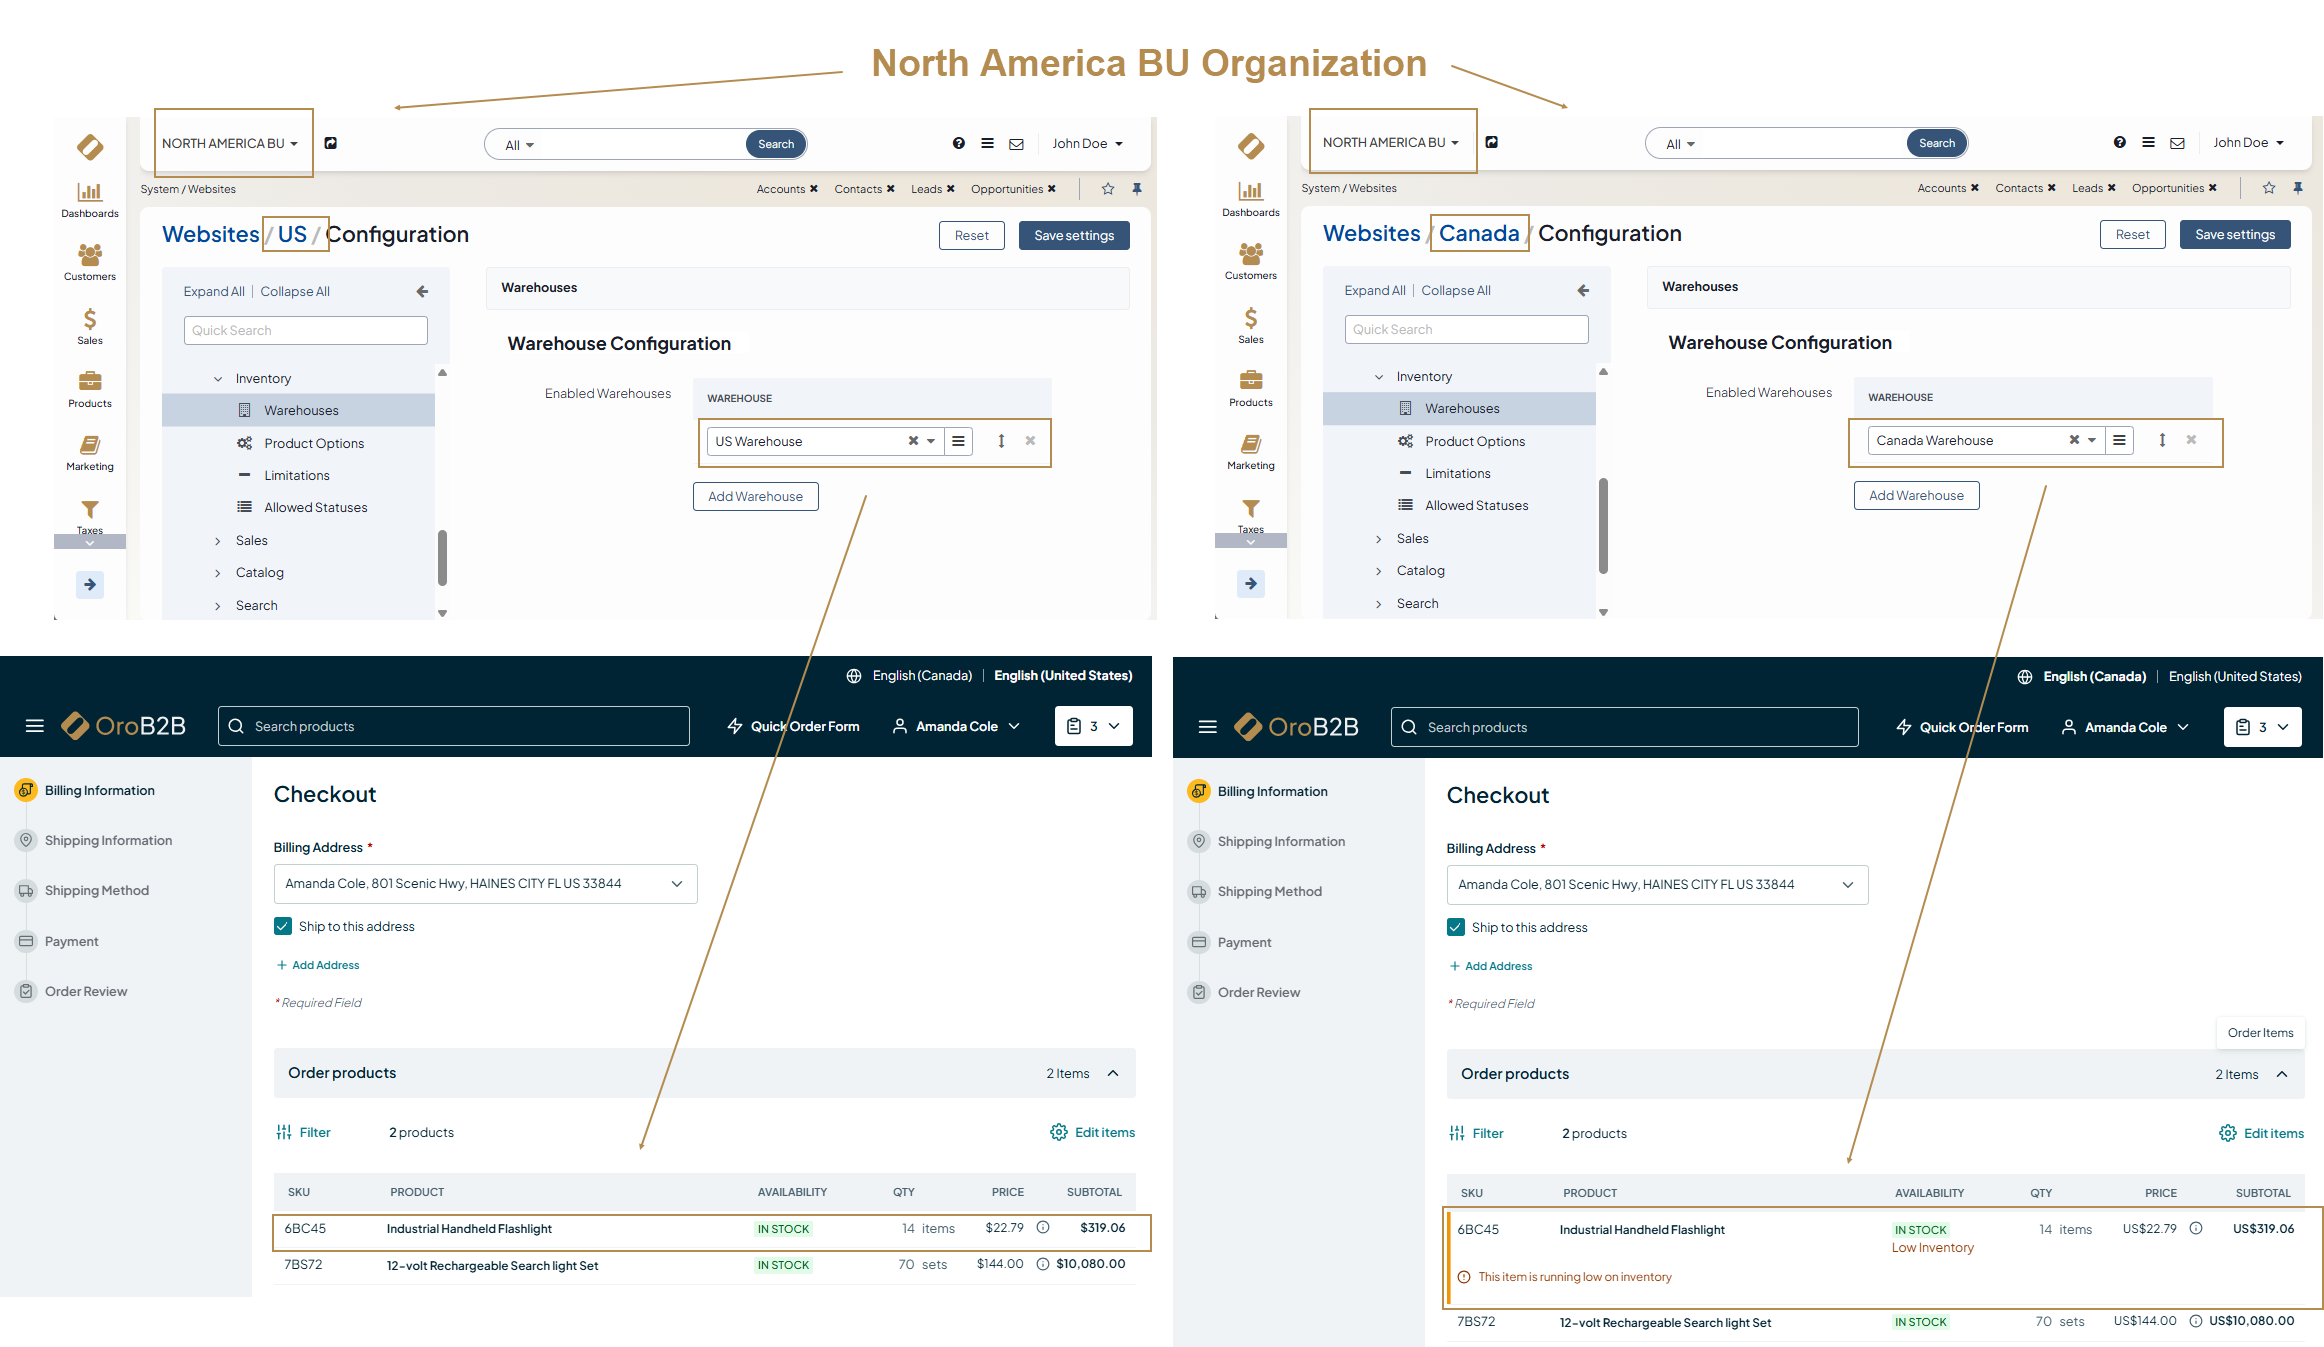 North America BU Organization
NORTH AMERICA BU
All
Search
John Doe
System / Websites
Accounts
Contacts
Leads
Opportunities
Websites / US / Configuration
Reset
Save settings
Dashboards
Customers
Sales
Products
Marketing
Taxes
Expand All | Collapse All
Quick Search
Inventory
Warehouses
Product Options
Limitations
Allowed Statuses
Sales
Catalog
Search
Warehouses
Warehouse Configuration
Enabled Warehouses
WAREHOUSE
US Warehouse
Add Warehouse
NORTH AMERICA BU
All
Search
John Doe
System / Websites
Accounts
Contacts
Leads
Opportunities
Websites / Canada / Configuration
Reset
Save settings
Dashboards
Customers
Sales
Products
Marketing
Taxes
Expand All | Collapse All
Quick Search
Inventory
Warehouses
Product Options
Limitations
Allowed Statuses
Sales
Catalog
Search
Warehouses
Warehouse Configuration
Enabled Warehouses
WAREHOUSE
Canada Warehouse
Add Warehouse
English (Canada) | English (United States)
OroB2B
Search products
Quick Order Form
Amanda Cole
3
Billing Information
Shipping Information
Shipping Method
Payment
Order Review
Checkout
Billing Address *
Amanda Cole, 801 Scenic Hwy, HAINES CITY FL US 33844
Ship to this address
+ Add Address
* Required Field
Order products
2 Items
Filter
2 products
Edit items
SKU PRODUCT AVAILABILITY QTY PRICE SUBTOTAL
6BC45 Industrial Handheld Flashlight IN STOCK 14 items $22.79 $319.06
7BS72 12-volt Rechargeable Search light Set IN STOCK 70 sets $144.00 $10,080.00
English (Canada) | English (United States)
OroB2B
Search products
Quick Order Form
Amanda Cole
3
Billing Information
Shipping Information
Shipping Method
Payment
Order Review
Checkout
Billing Address *
Amanda Cole, 801 Scenic Hwy, HAINES CITY FL US 33844
Ship to this address
+ Add Address
* Required Field
Order Items
Order products
2 Items
Filter
2 products
Edit items
SKU PRODUCT AVAILABILITY QTY PRICE SUBTOTAL
6BC45 Industrial Handheld Flashlight IN STOCK 14 items US$22.79 US$319.06
Low Inventory
This item is running low on inventory
7BS72 12-volt Rechargeable Search light Set IN STOCK 70 sets US$144.00 US$10,080.00